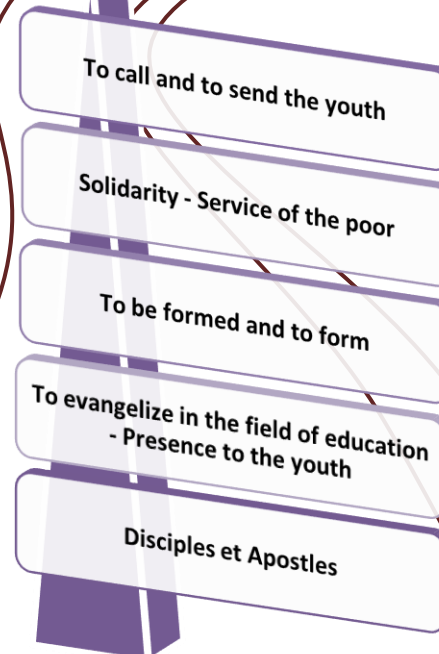 To call and to send the youth
Solidarity - Service of the poor
To be formed and to form
To evangelize in the field of education
- Presence to the youth
Disciples et Apostles